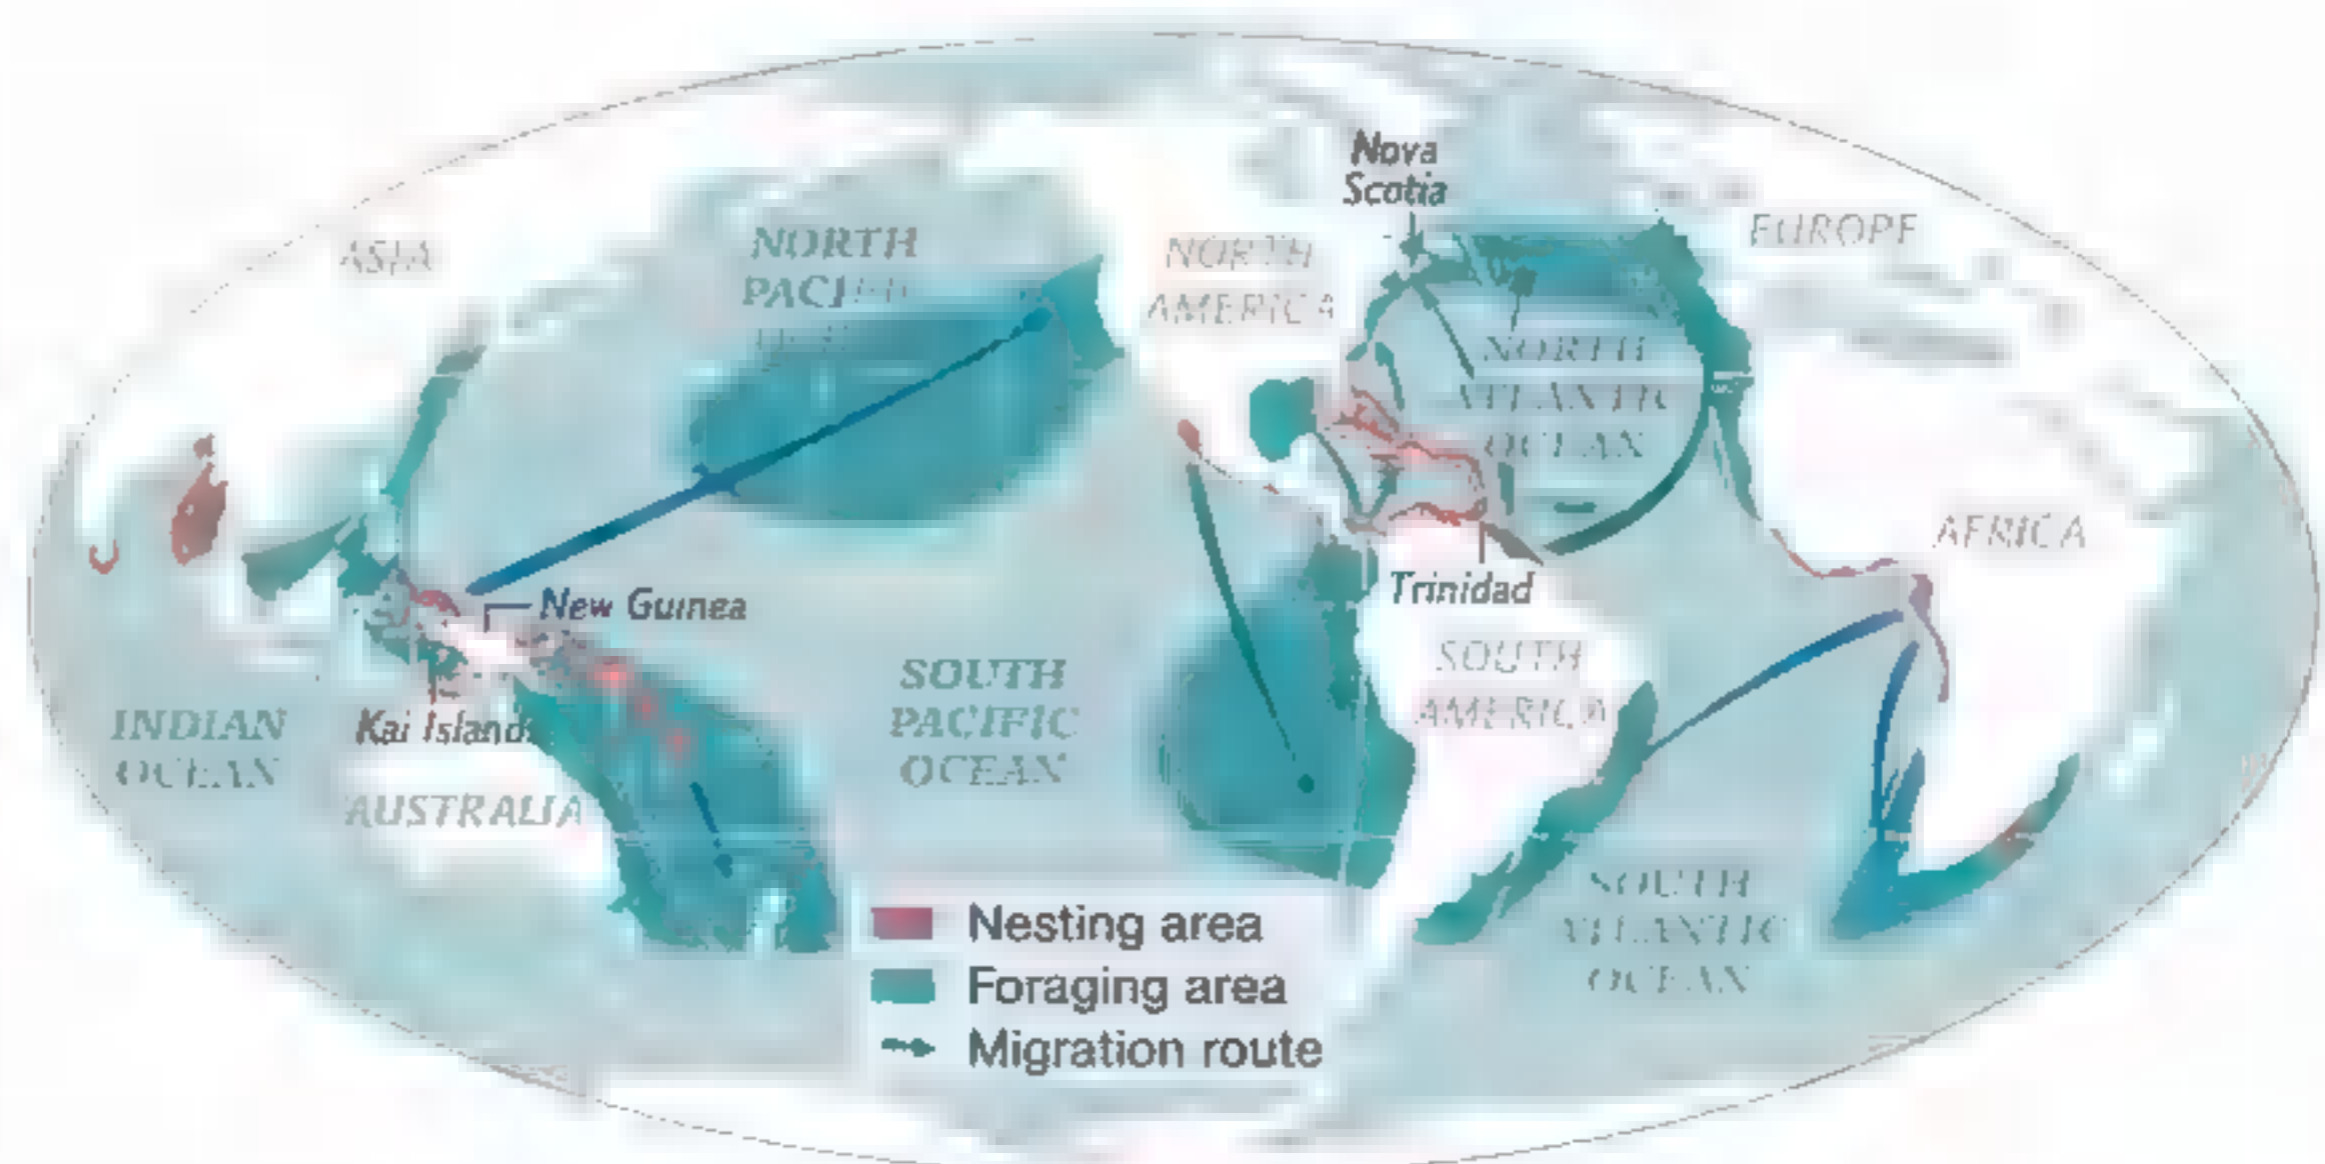 Nova
Scotia
ASIA
NORTH
PACIFIC
NORTH
AMERICA
EUROPE
NORTH
ATLANTIC
OCEAN
AFRICA
New Guinea
Trinidad
SOUTH
AMERICA
SOUTH
PACIFIC
OCEAN
INDIAN
OCEAN
Kai Islands
AUSTRALIA
SOUTH
ATLANTIC
OCEAN
Nesting area
Foraging area
Migration route